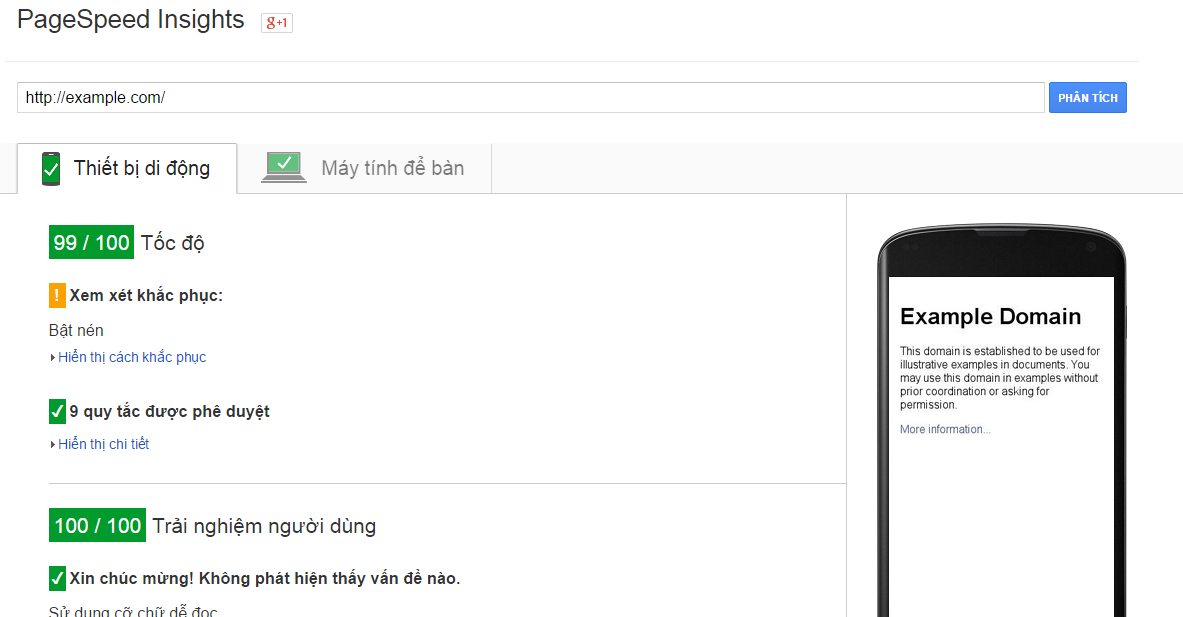 PageSpeed Insights
g+1
http://example.com/
PHÂN TÍCH
Thiết bị di động
Máy tính để bàn
99 / 100 Tốc độ
! Xem xét khắc phục:
Bật nén
Hiển thị cách khắc phục
9 quy tắc được phê duyệt
Hiển thị chi tiết
100 / 100 Trải nghiệm người dùng
Xin chúc mừng! Không phát hiện thấy vấn đề nào.
Sử dụng cỡ chữ dễ đọc
Example Domain
This domain is established to be used for
illustrative examples in documents. You
may use this domain in examples without
prior coordination or asking for
permission.
More information...